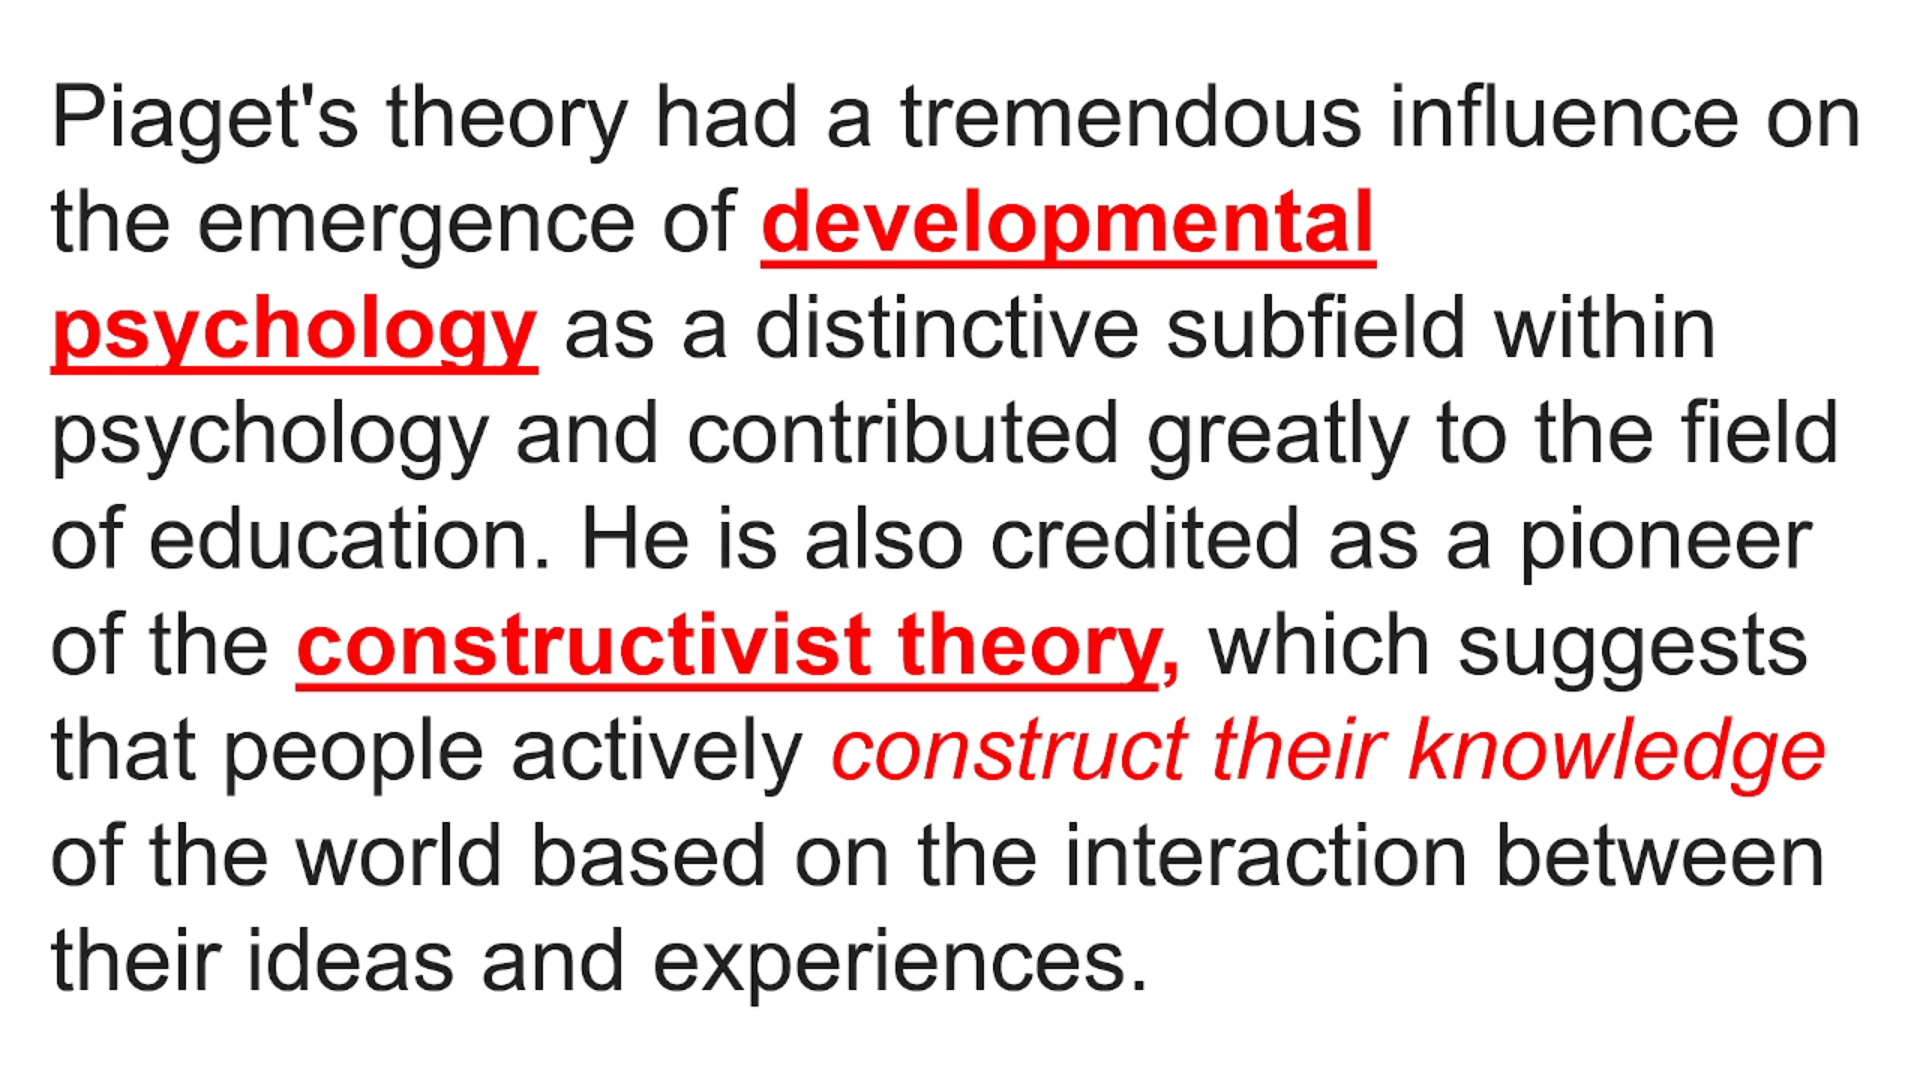 Piaget's theory had a tremendous influence on
the emergence of developmental
psychology as a distinctive subfield within
psychology and contributed greatly to the field
of education. He is also credited as a pioneer
of the constructivist theory, which suggests
that people actively construct their knowledge
of the world based on the interaction between
their ideas and experiences.